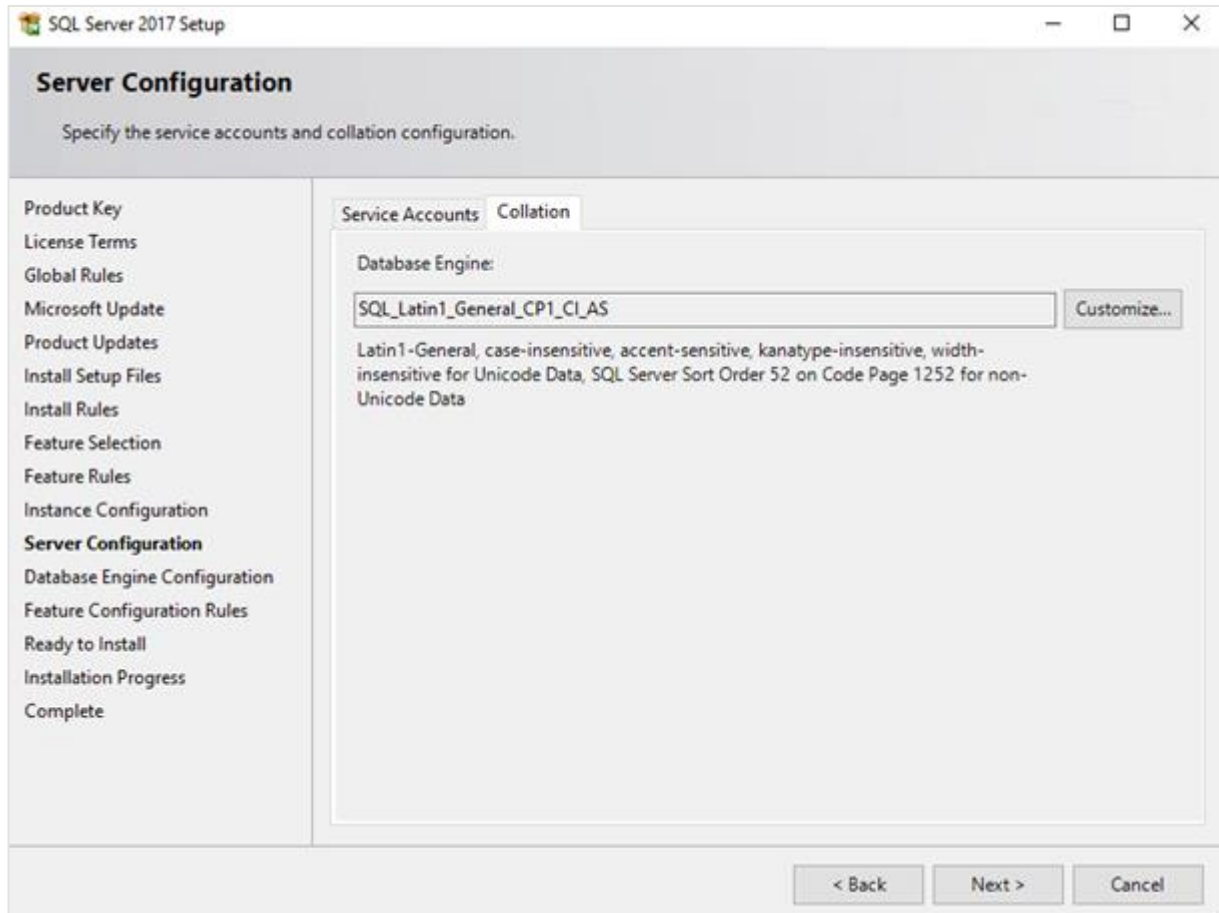 SQL Server 2017 Setup
Server Configuration
Specify the service accounts and collation configuration.
Product Key
License Terms
Global Rules
Microsoft Update
Product Updates
Install Setup Files
Install Rules
Feature Selection
Feature Rules
Instance Configuration
Server Configuration
Database Engine Configuration
Feature Configuration Rules
Ready to Install
Installation Progress
Complete
Service Accounts Collation
Database Engine:
SQL_Latin1_General_CP1_CI_AS Customize...
Latin1-General, case-insensitive, accent-sensitive, kanatype-insensitive, width-
insensitive for Unicode Data, SQL Server Sort Order 52 on Code Page 1252 for non-
Unicode Data
< Back Next > Cancel